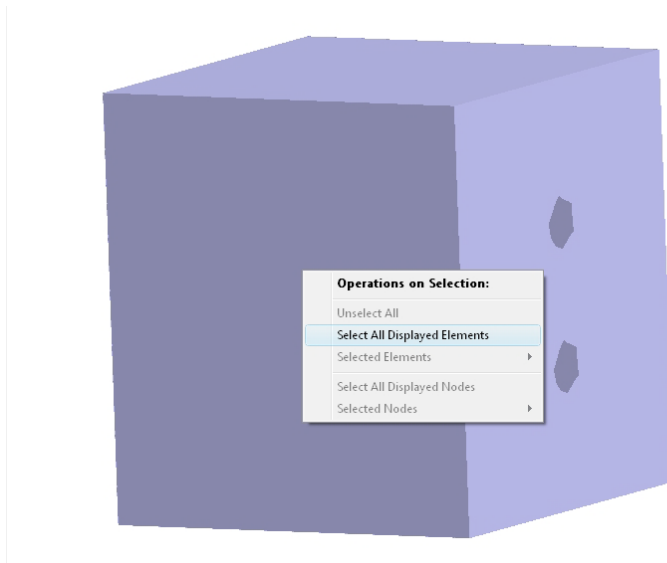 Operations on Selection:
Unselect All
Select All Displayed Elements
Selected Elements
Select All Displayed Nodes
Selected Nodes